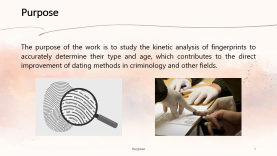 Purpose
The purpose of the work is to study the kinetic analysis of fingerprints to
accurately determine their type and age, which contributes to the direct
improvement of dating methods in criminology and other fields.
Purpose